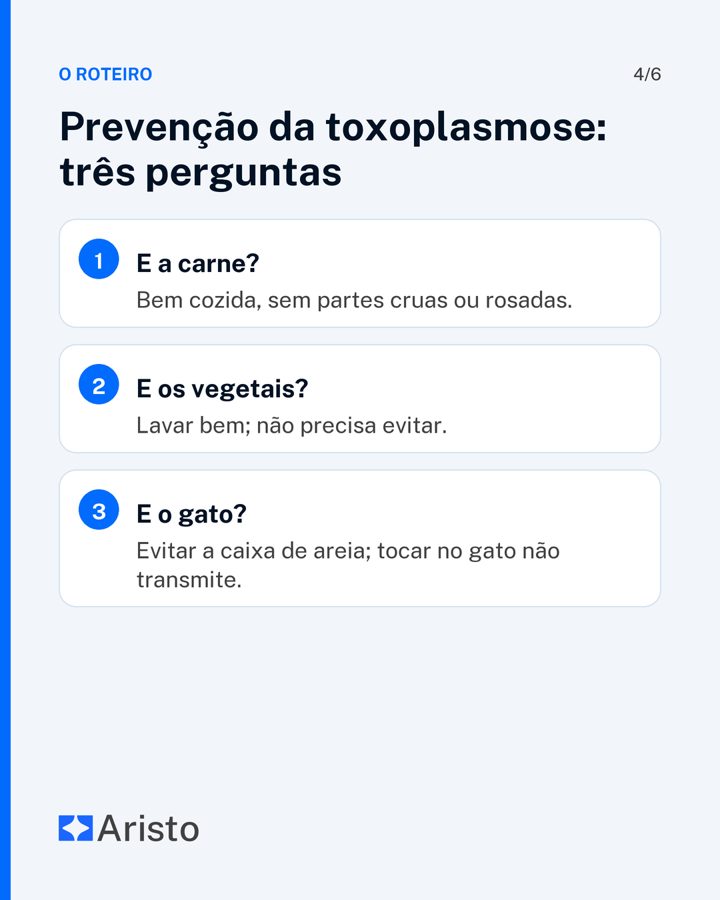 O ROTEIRO
4/6
Prevenção da toxoplasmose:
três perguntas
1
E a carne?
Bem cozida, sem partes cruas ou rosadas.
2
E os vegetais?
Lavar bem; não precisa evitar.
3
E o gato?
Evitar a caixa de areia; tocar no gato não
transmite.
Aristo